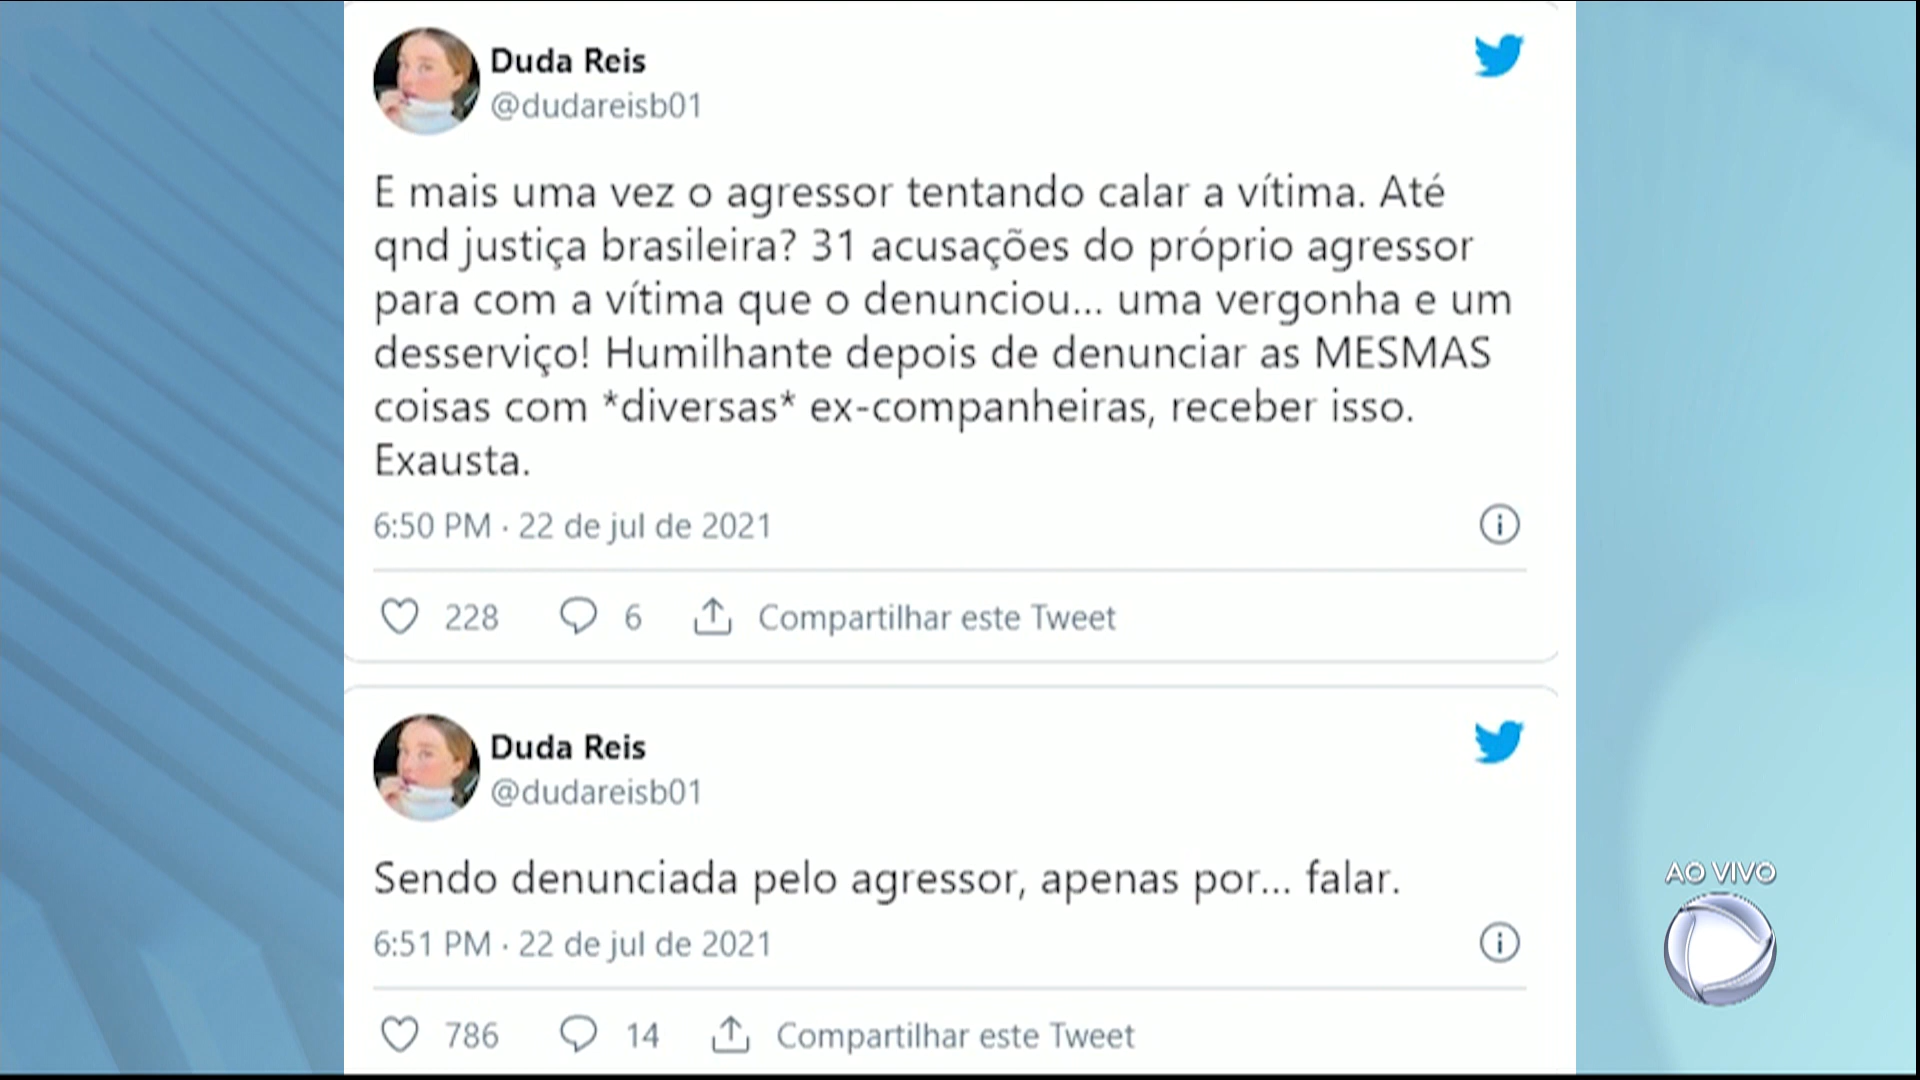 Duda Reis
@dudareisb01
E mais uma vez o agressor tentando calar a vítima. Até
qnd justiça brasileira? 31 acusações do próprio agressor
para com a vítima que o denunciou... uma vergonha e um
desserviço! Humilhante depois de denunciar as MESMAS
coisas com *diversas* ex-companheiras, receber isso.
Exausta.
6:50 PM · 22 de jul de 2021
228 6 Compartilhar este Tweet
Duda Reis
@dudareisb01
Sendo denunciada pelo agressor, apenas por... falar.
6:51 PM · 22 de jul de 2021
786 14 Compartilhar este Tweet
AO VIVO